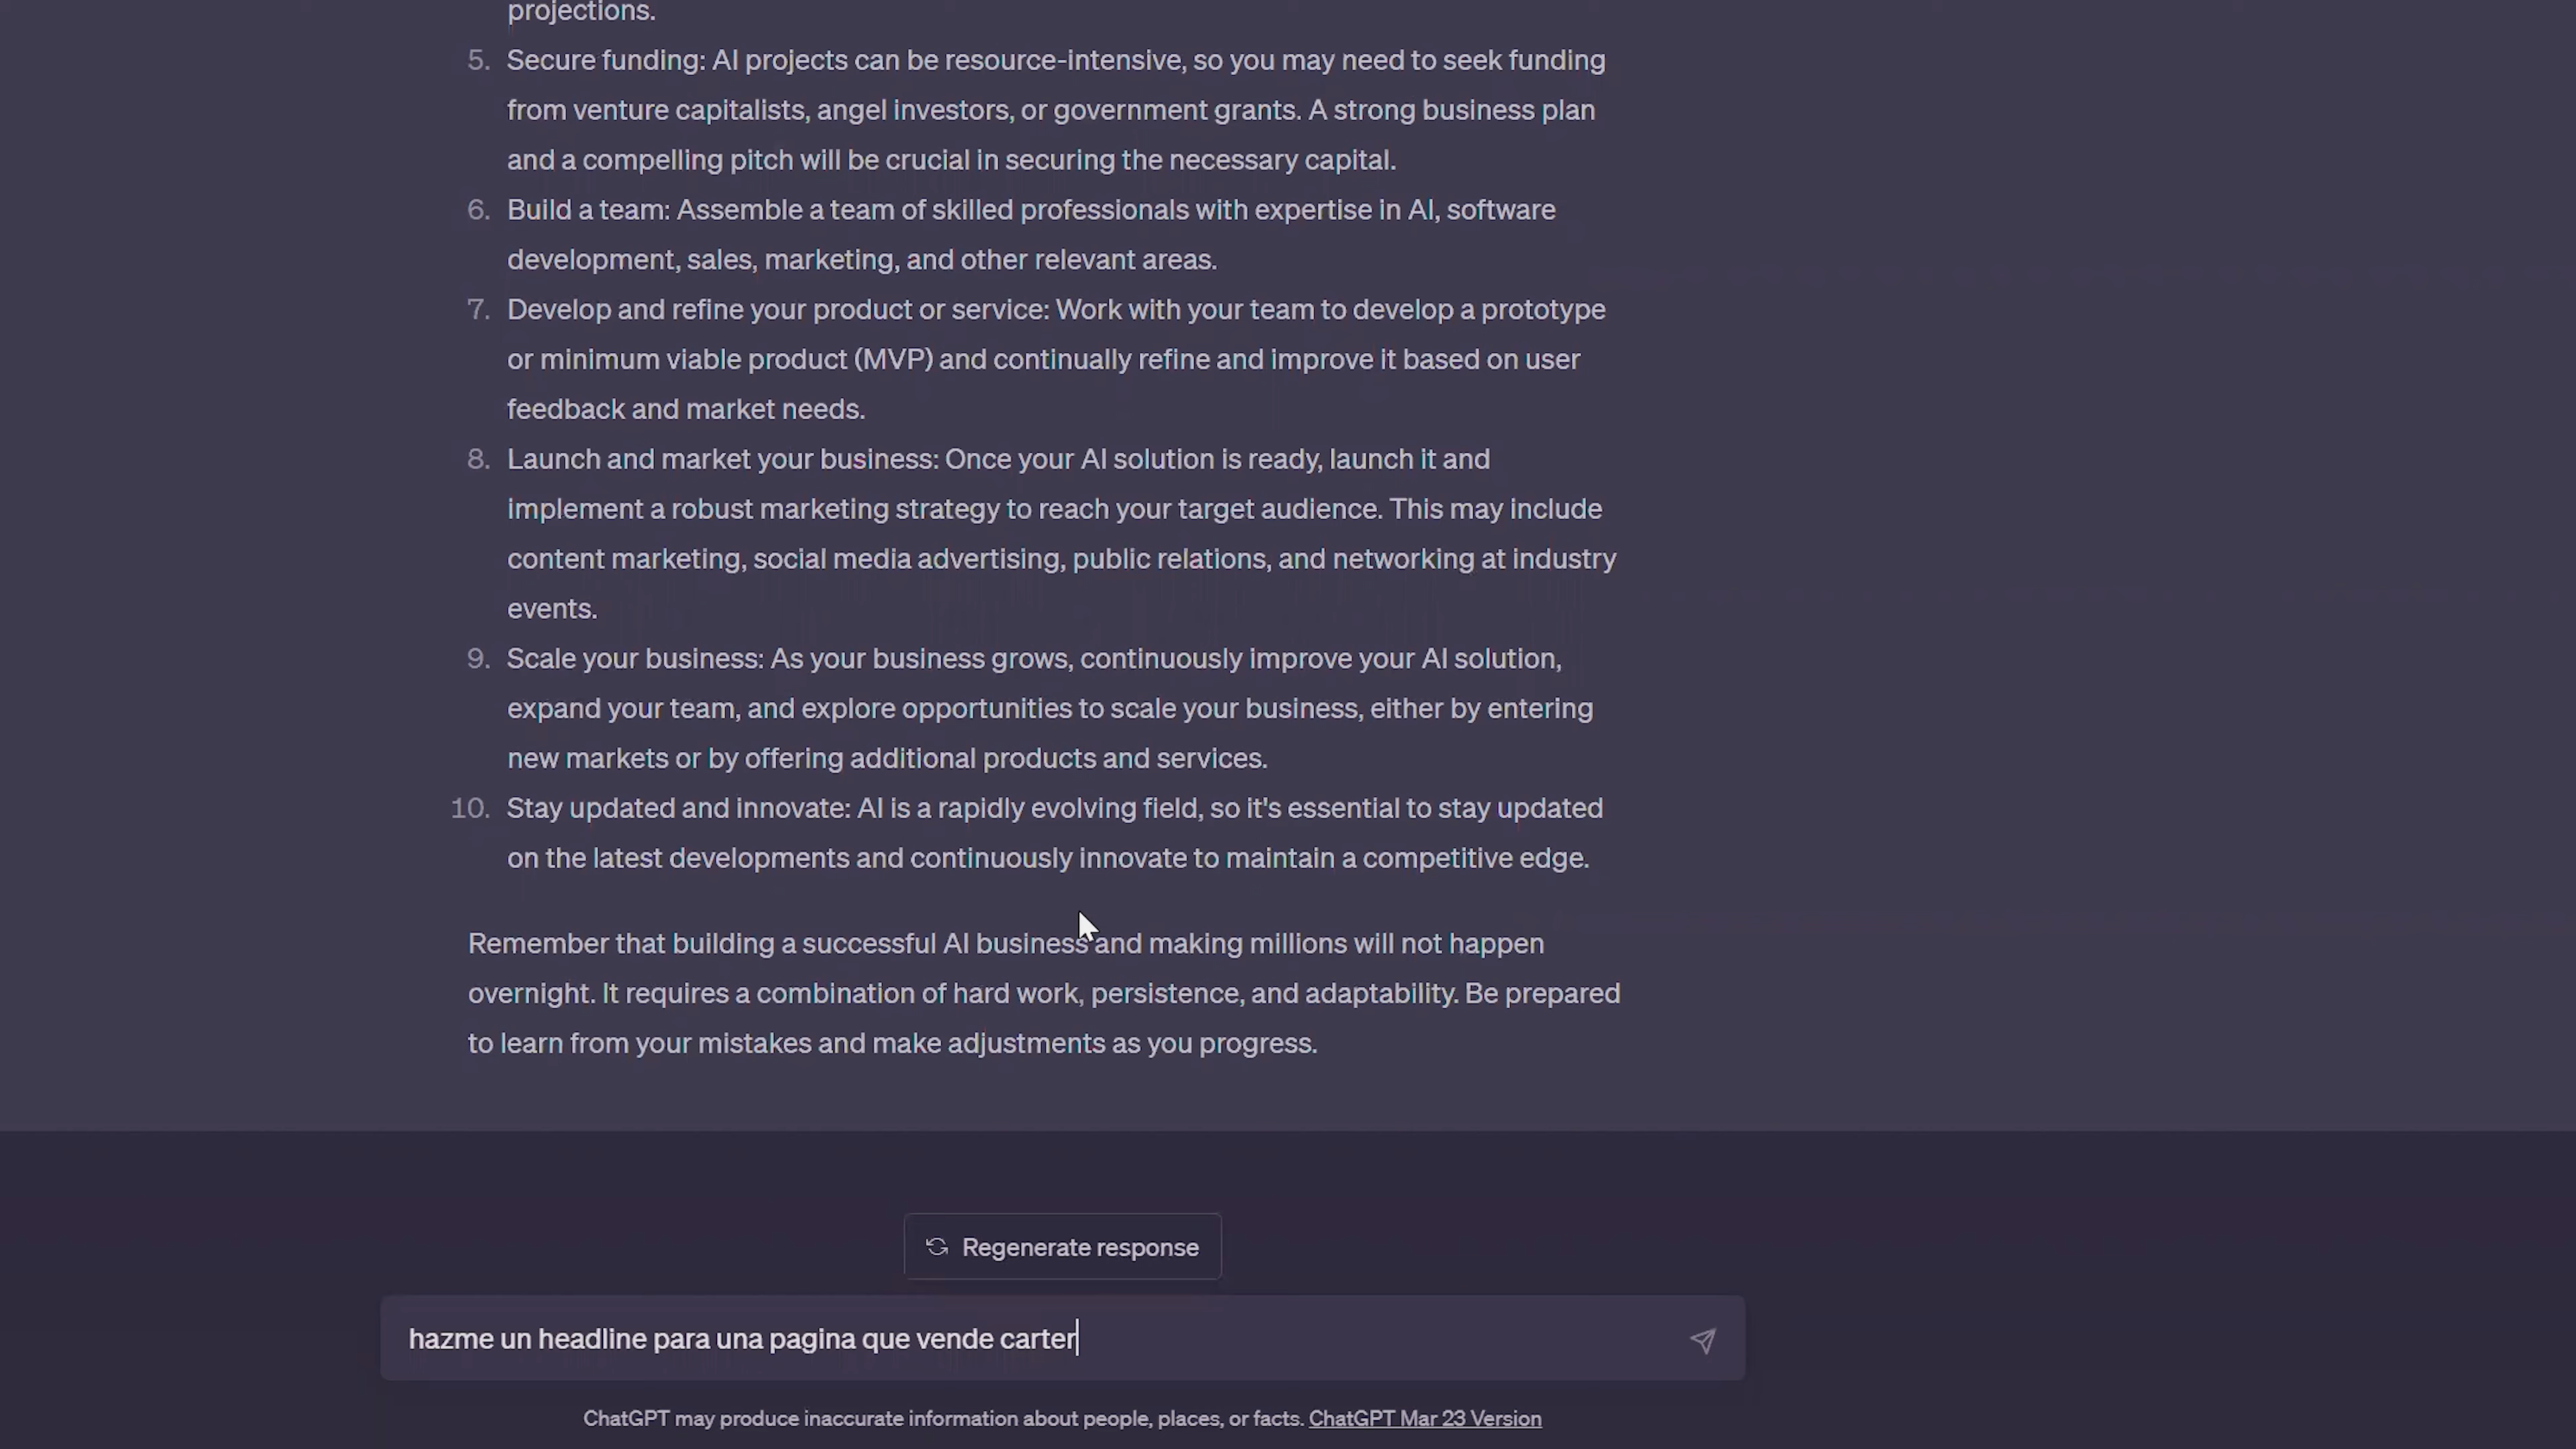 projections.
5. Secure funding: AI projects can be resource-intensive, so you may need to seek funding
from venture capitalists, angel investors, or government grants. A strong business plan
and a compelling pitch will be crucial in securing the necessary capital.
6. Build a team: Assemble a team of skilled professionals with expertise in AI, software
development, sales, marketing, and other relevant areas.
7. Develop and refine your product or service: Work with your team to develop a prototype
or minimum viable product (MVP) and continually refine and improve it based on user
feedback and market needs.
8. Launch and market your business: Once your AI solution is ready, launch it and
implement a robust marketing strategy to reach your target audience. This may include
content marketing, social media advertising, public relations, and networking at industry
events.
9. Scale your business: As your business grows, continuously improve your AI solution,
expand your team, and explore opportunities to scale your business, either by entering
new markets or by offering additional products and services.
10. Stay updated and innovate: AI is a rapidly evolving field, so it's essential to stay updated
on the latest developments and continuously innovate to maintain a competitive edge.
Remember that building a successful AI business and making millions will not happen
overnight. It requires a combination of hard work, persistence, and adaptability. Be prepared
to learn from your mistakes and make adjustments as you progress.
Regenerate response
hazme un headline para una pagina que vende carter
ChatGPT may produce inaccurate information about people, places, or facts. ChatGPT Mar 23 Version